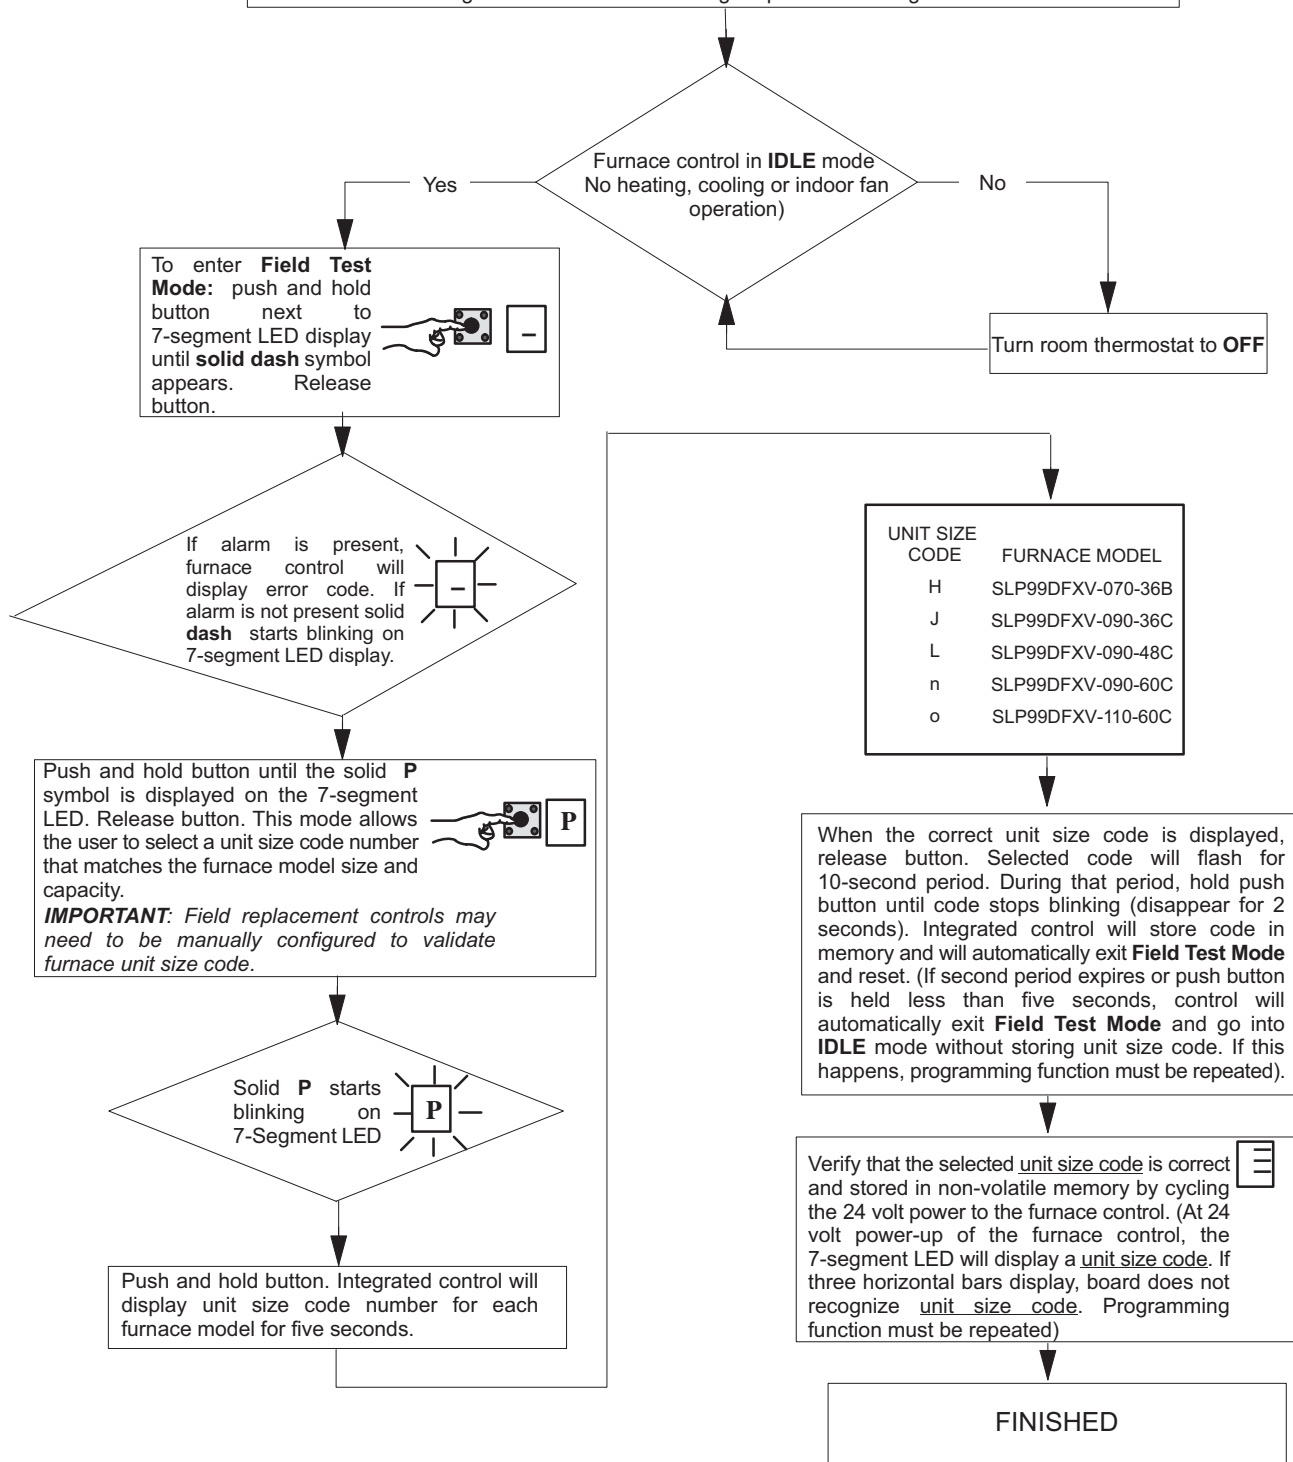 Furnace control in IDLE mode
No heating, cooling or indoor fan
operation)
Yes
No
To enter Field Test
Mode: push and hold
button next to
7-segment LED display
until solid dash symbol
appears. Release
button.
–
Turn room thermostat to OFF
If alarm is present,
furnace control will
display error code. If
alarm is not present solid
dash starts blinking on
7-segment LED display.
–
Push and hold button until the solid P
symbol is displayed on the 7-segment
LED. Release button. This mode allows
the user to select a unit size code number
that matches the furnace model size and
capacity.
IMPORTANT: Field replacement controls may
need to be manually configured to validate
furnace unit size code.
P
Solid P starts
blinking on
7-Segment LED
P
Push and hold button. Integrated control will
display unit size code number for each
furnace model for five seconds.
UNIT SIZE
CODE FURNACE MODEL
H SLP99DFXV-070-36B
J SLP99DFXV-090-36C
L SLP99DFXV-090-48C
n SLP99DFXV-090-60C
o SLP99DFXV-110-60C
When the correct unit size code is displayed,
release button. Selected code will flash for
10-second period. During that period, hold push
button until code stops blinking (disappear for 2
seconds). Integrated control will store code in
memory and will automatically exit Field Test Mode
and reset. (If second period expires or push button
is held less than five seconds, control will
automatically exit Field Test Mode and go into
IDLE mode without storing unit size code. If this
happens, programming function must be repeated).
Verify that the selected unit size code is correct
and stored in non-volatile memory by cycling
the 24 volt power to the furnace control. (At 24
volt power-up of the furnace control, the
7-segment LED will display a unit size code. If
three horizontal bars display, board does not
recognize unit size code. Programming
function must be repeated)
FINISHED